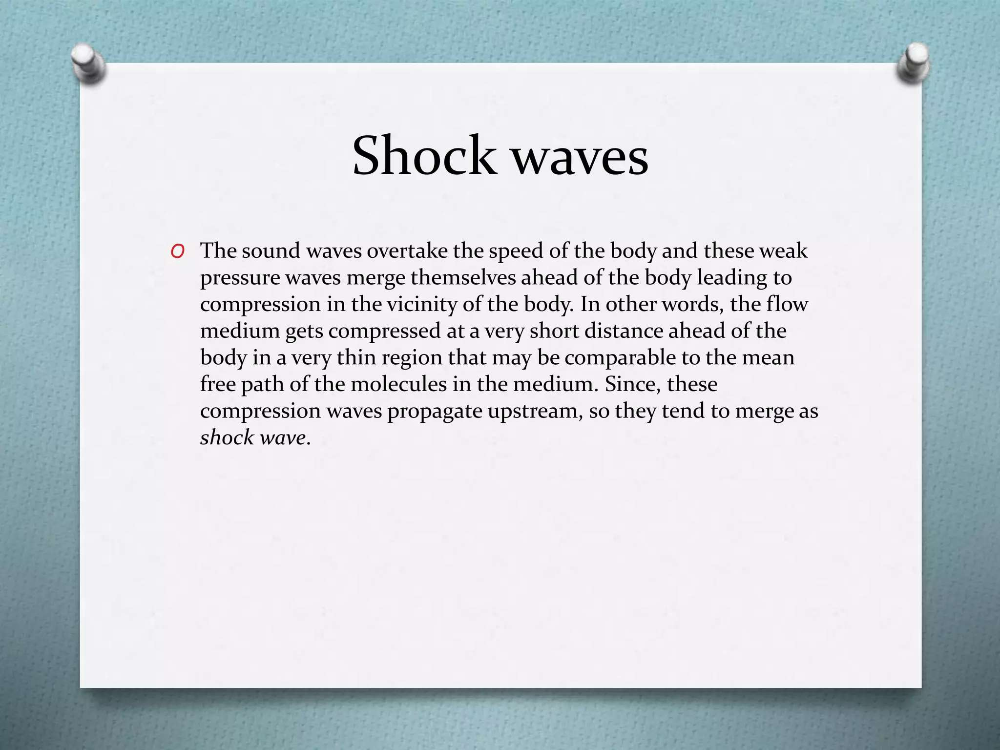 Shock waves
O The sound waves overtake the speed of the body and these weak
pressure waves merge themselves ahead of the body leading to
compression in the vicinity of the body. In other words, the flow
medium gets compressed at a very short distance ahead of the
body in a very thin region that may be comparable to the mean
free path of the molecules in the medium. Since, these
compression waves propagate upstream, so they tend to merge as
shock wave.